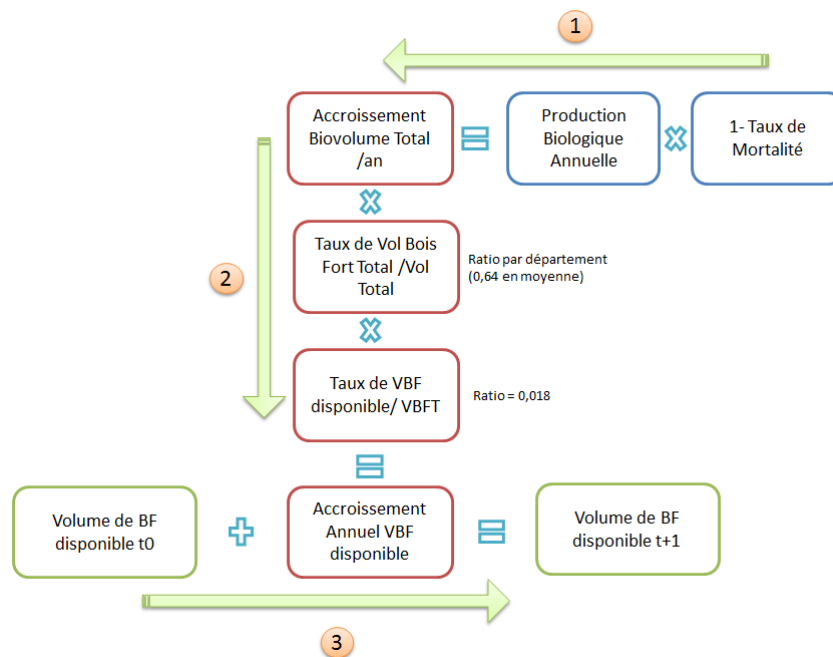 1
Accroissement
Biovolume Total
/an
Production
Biologique
Annuelle
1- Taux de
Mortalité
2
Taux de Vol Bois
Fort Total /Vol
Total
Ratio par département
(0,64 en moyenne)
Taux de VBF
disponible/ VBFT
Ratio = 0,018
Volume de BF
disponible t0
Accroissement
Annuel VBF
disponible
Volume de BF
disponible t+1
3